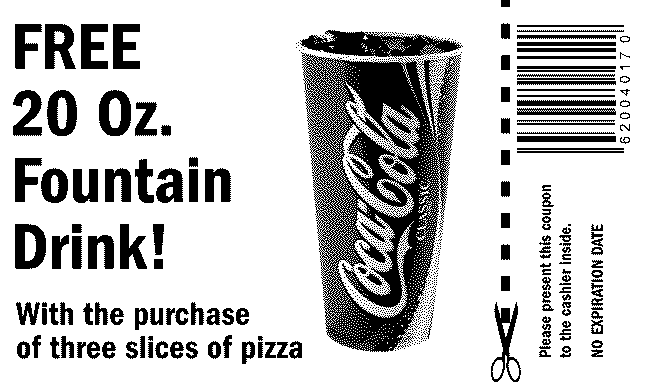 FREE
20 Oz.
Fountain
Drink!
With the purchase
of three slices of pizza
Coca-Cola
CLASSIC
620040170
Please present this coupon
to the cashier inside.
NO EXPIRATION DATE